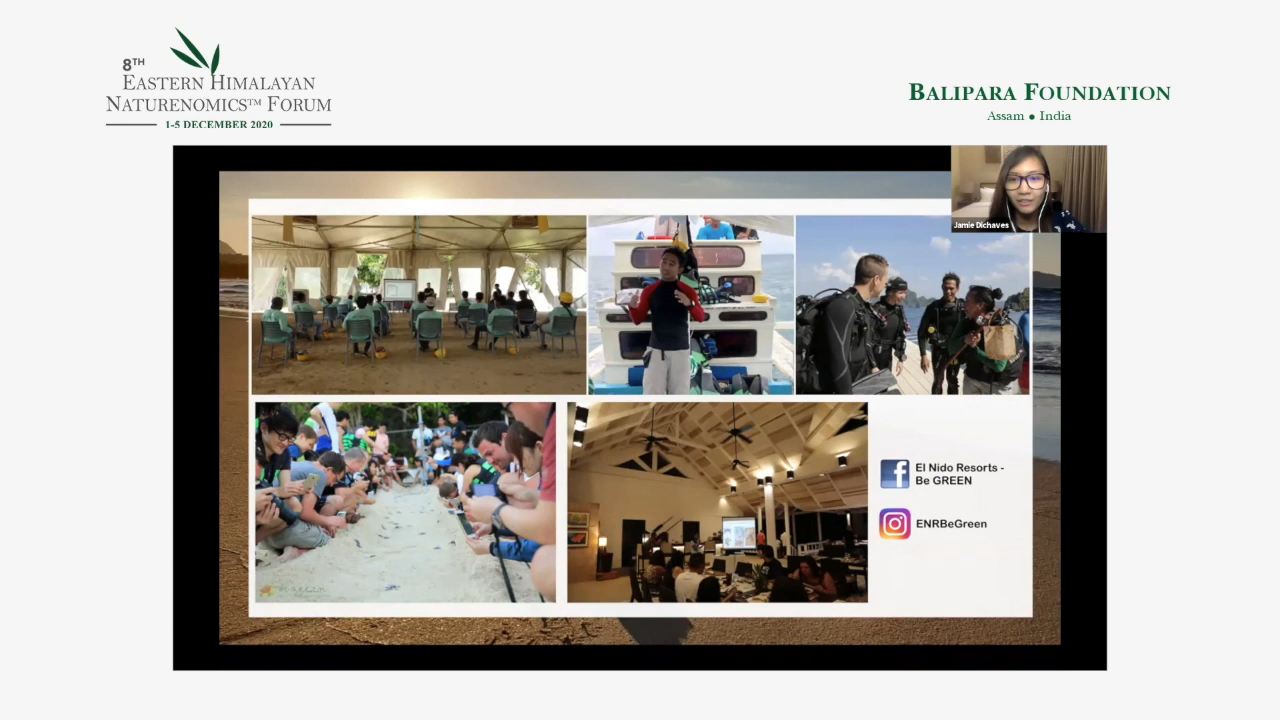 8TH
EASTERN HIMALAYAN
NATURENOMICS™ FORUM
1-5 DECEMBER 2020
BALIPARA FOUNDATION
Assam ● India
Jamie Dichaves
El Nido Resorts -
Be GREEN
ENRBeGreen